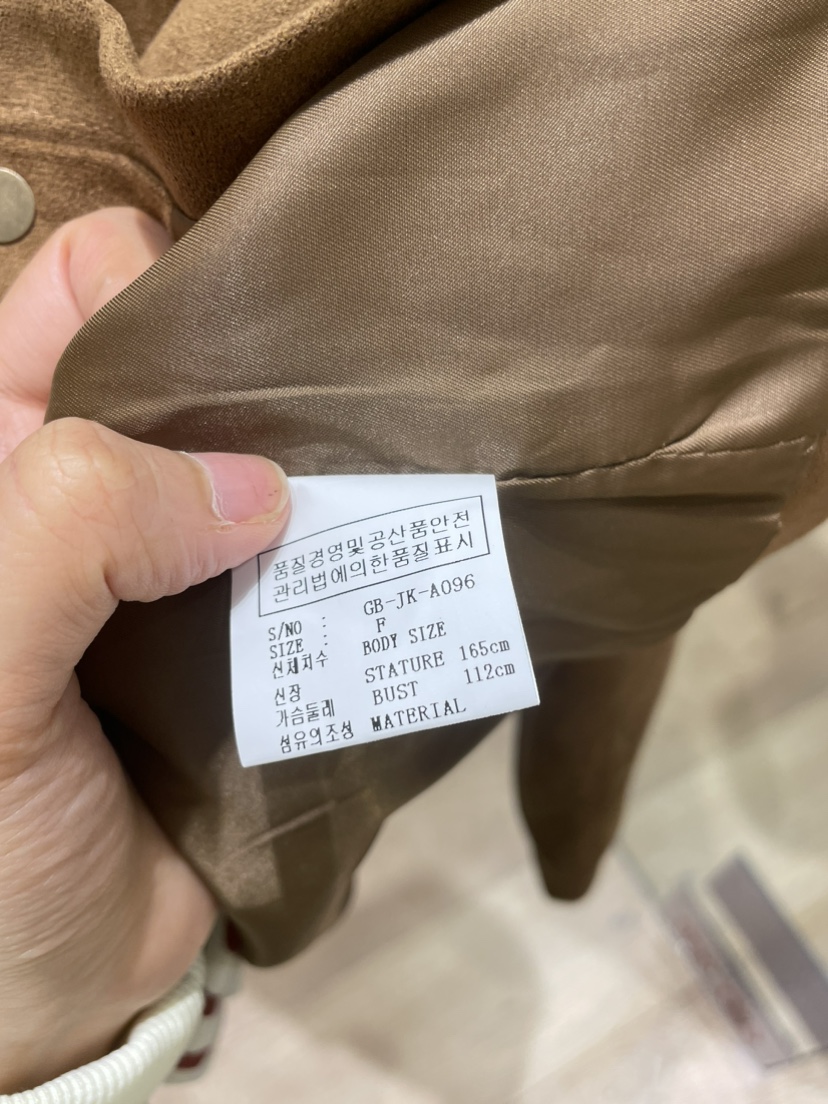 품질경영및공산품안전
관리법에의한품질표시
S/NO : GB-JK-A096
SIZE : F
신체치수 BODY SIZE
신장 STATURE 165cm
가슴둘레 BUST 112cm
섬유의조성 MATERIAL